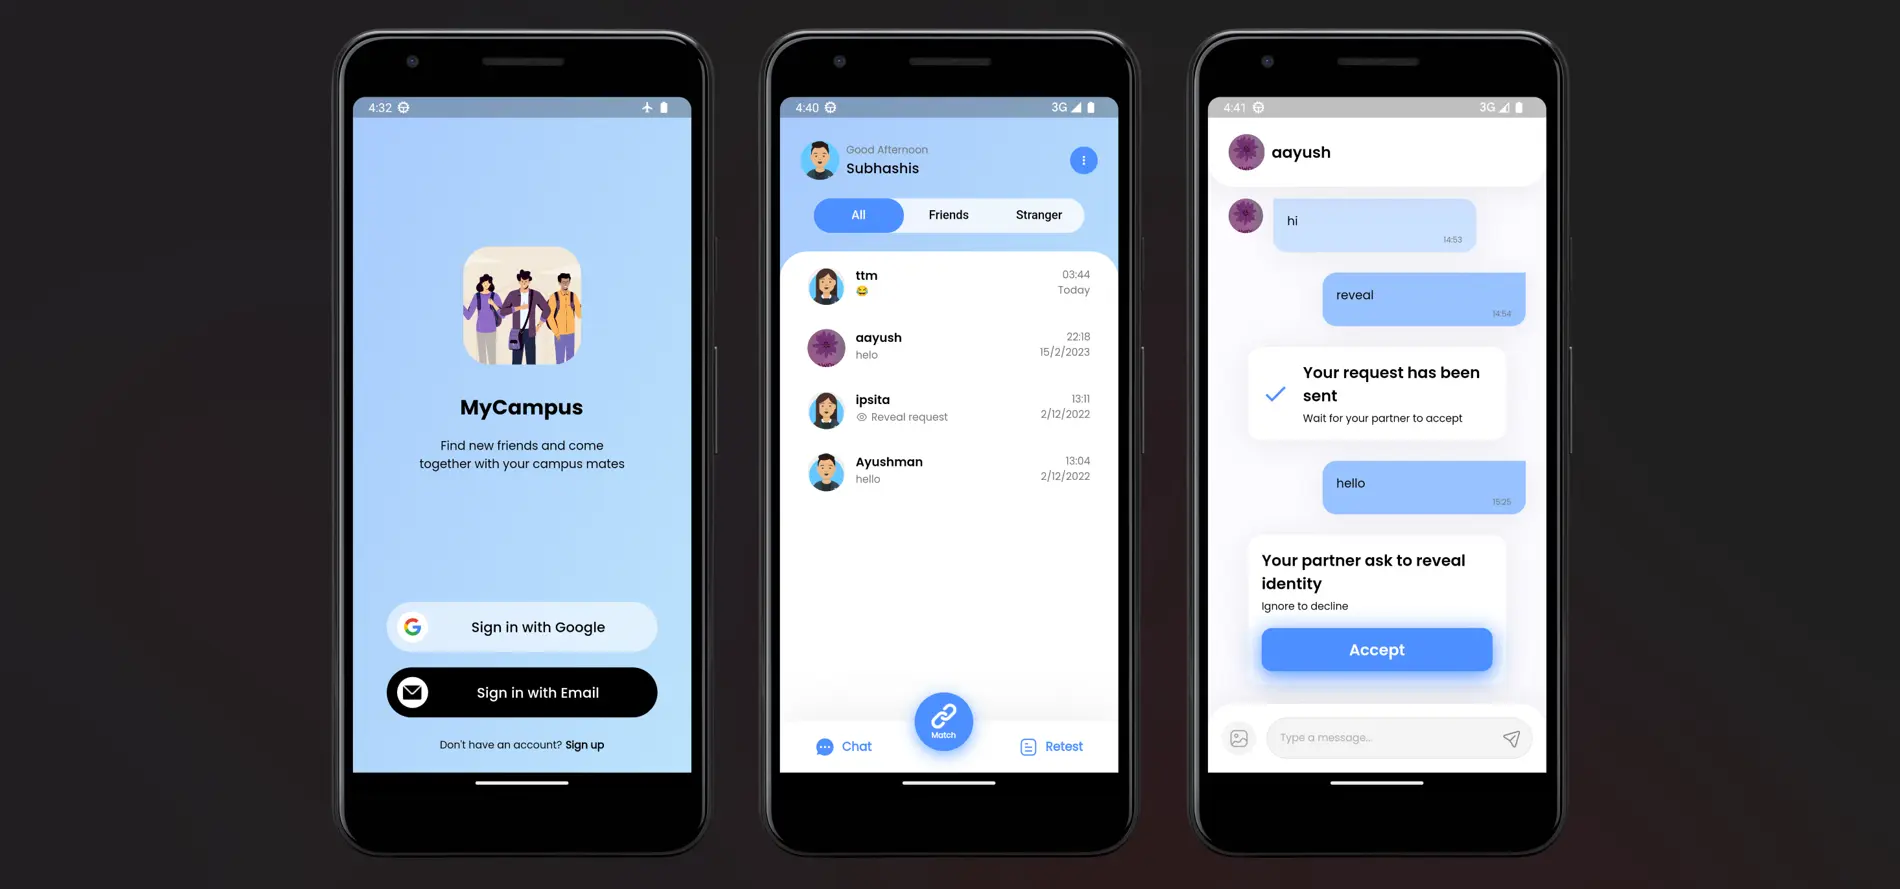 4:32
MyCampus
Find new friends and come
together with your campus mates
Sign in with Google
Sign in with Email
Don't have an account? Sign up
4:40
3G
Good Afternoon
Subhashis
All
Friends
Stranger
ttm
03:44
😂
Today
aayush
22:18
helo
15/2/2023
ipsita
13:11
Reveal request
2/12/2022
Ayushman
13:04
hello
2/12/2022
Match
Chat
Retest
4:41
3G
aayush
hi
14:53
reveal
14:54
Your request has been
sent
Wait for your partner to accept
hello
15:25
Your partner ask to reveal
identity
Ignore to decline
Accept
Type a message...